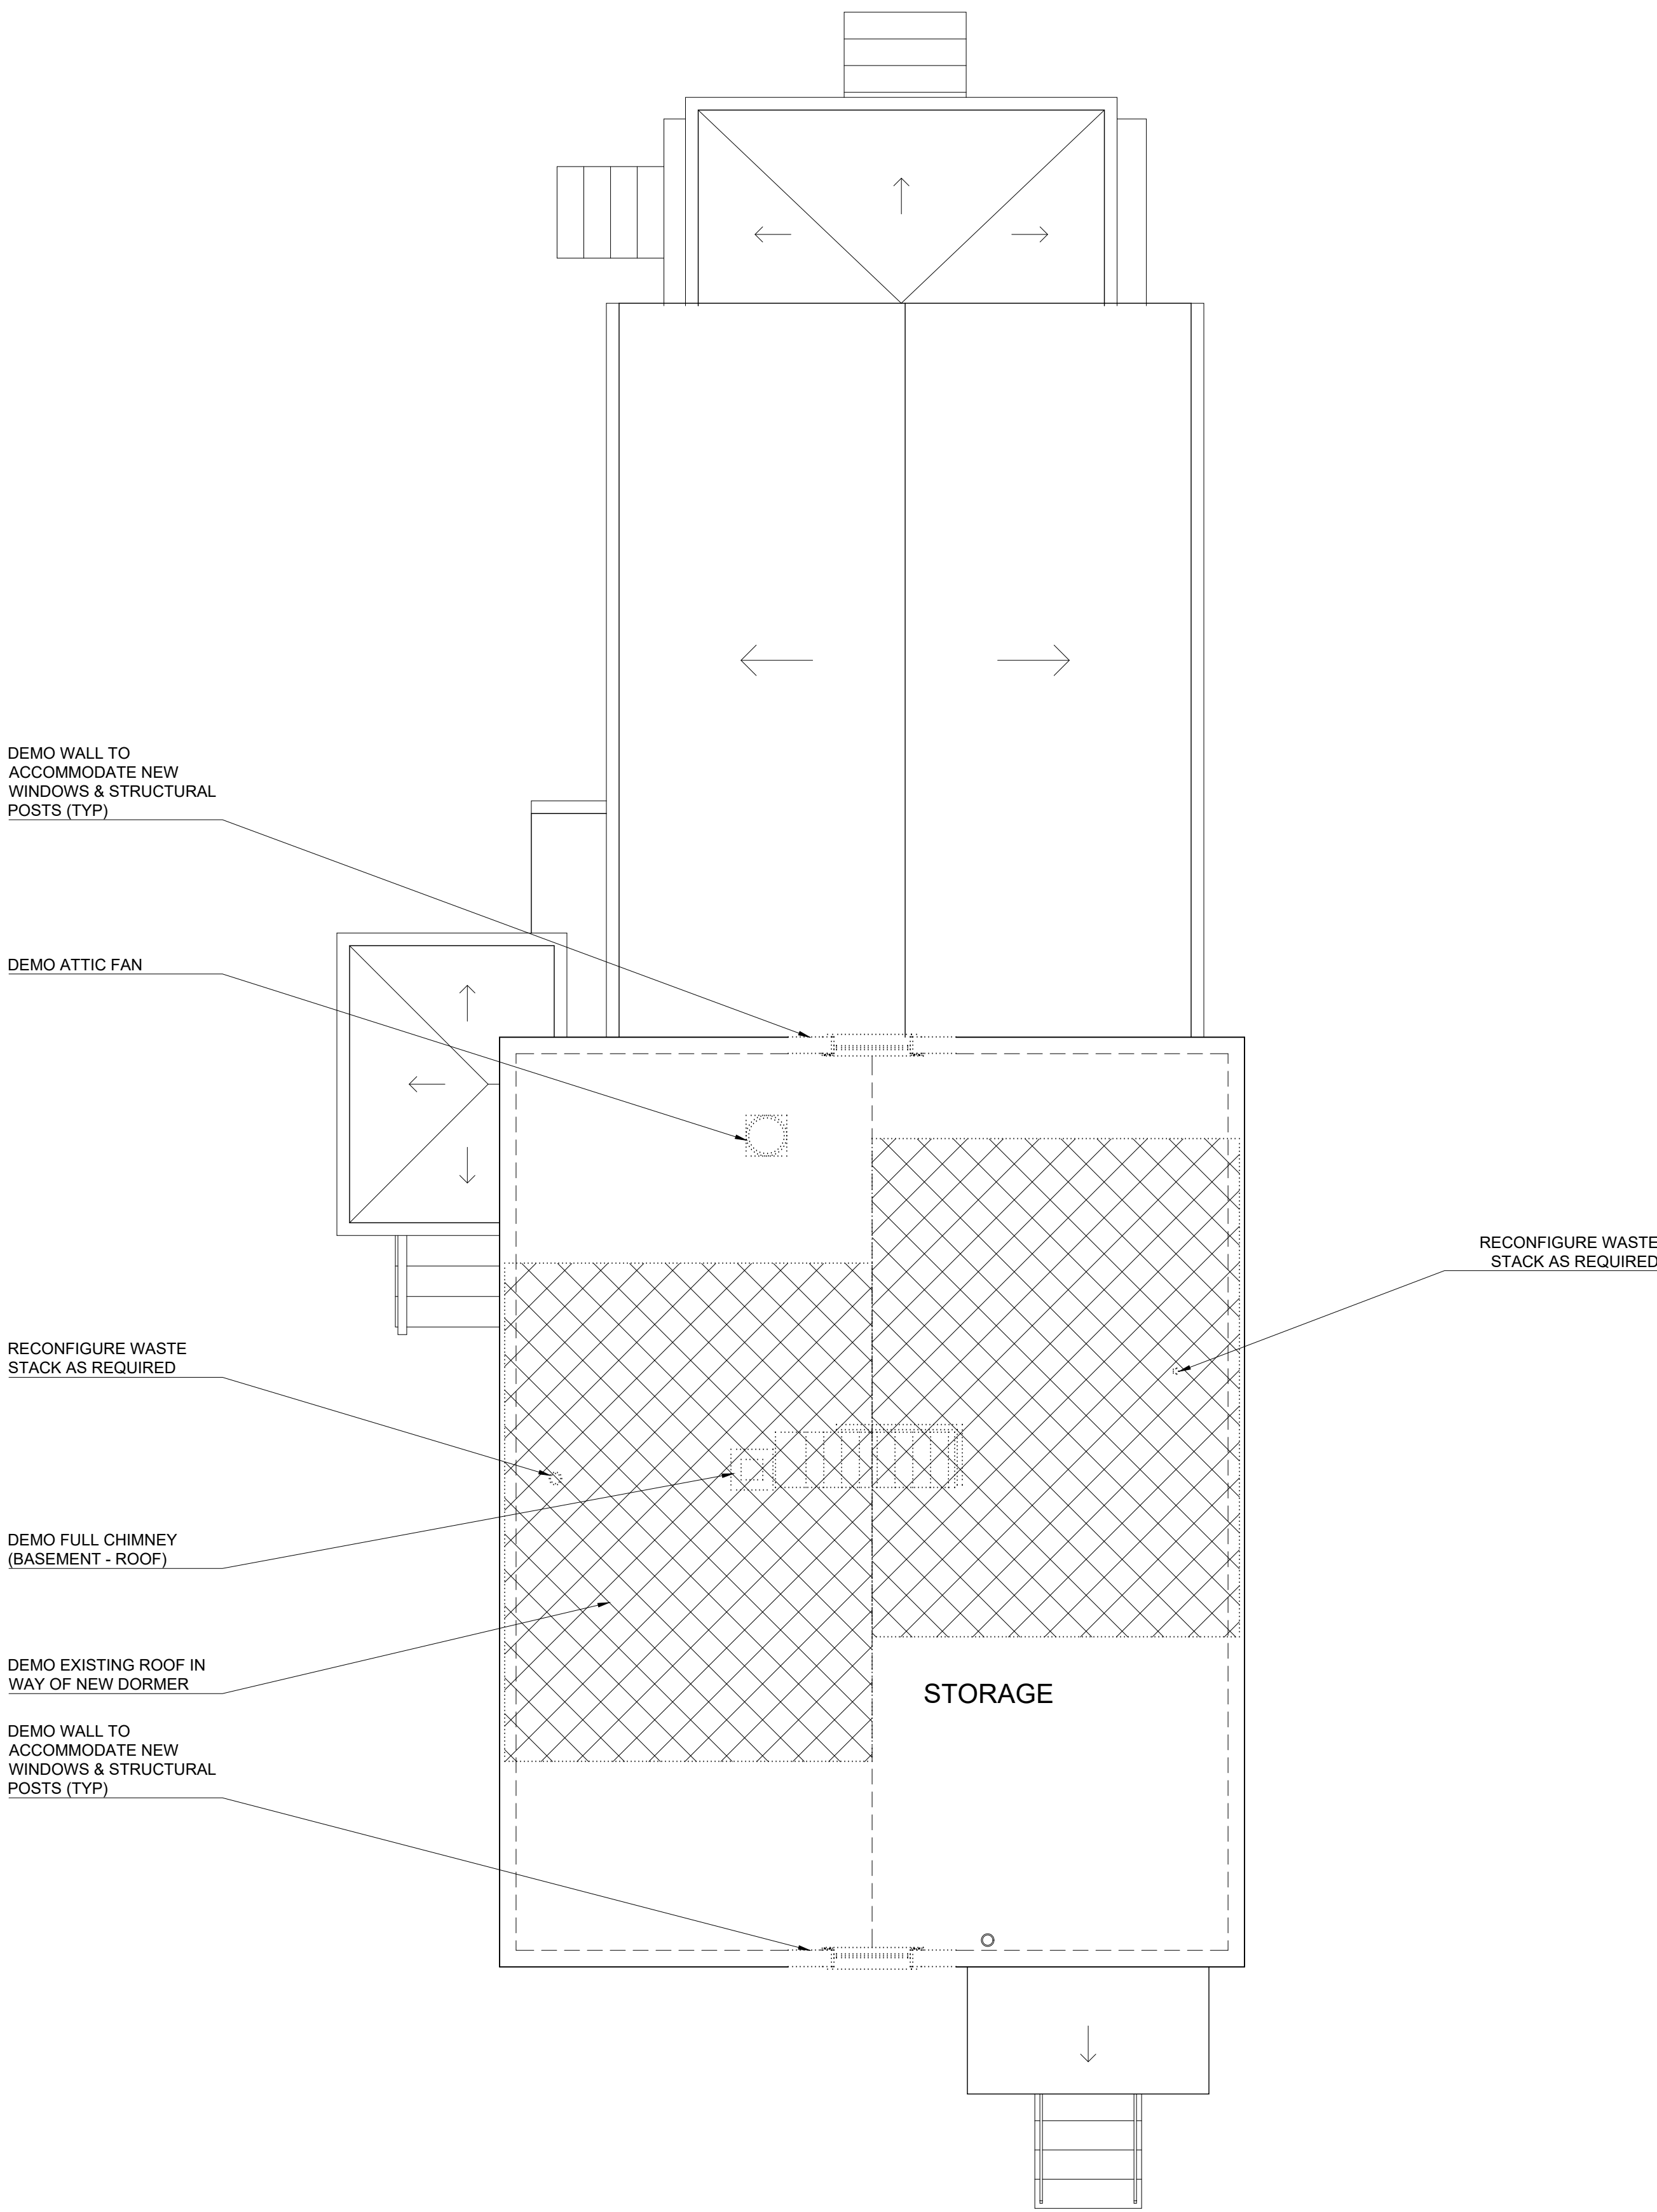 DEMO WALL TO
ACCOMMODATE NEW
WINDOWS & STRUCTURAL
POSTS (TYP)
DEMO ATTIC FAN
RECONFIGURE WASTE
STACK AS REQUIRED
RECONFIGURE WASTE
STACK AS REQUIRED
DEMO FULL CHIMNEY
(BASEMENT - ROOF)
DEMO EXISTING ROOF IN
WAY OF NEW DORMER
STORAGE
DEMO WALL TO
ACCOMMODATE NEW
WINDOWS & STRUCTURAL
POSTS (TYP)